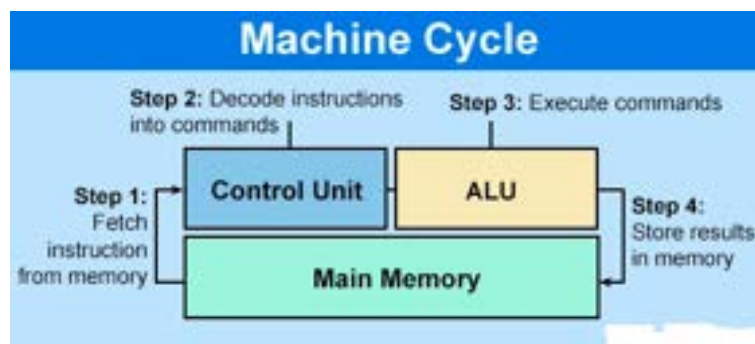 Machine Cycle
Step 2: Decode instructions
into commands
Step 3: Execute commands
Control Unit
ALU
Step 1:
Fetch
instruction
from memory
Step 4:
Store results
in memory
Main Memory